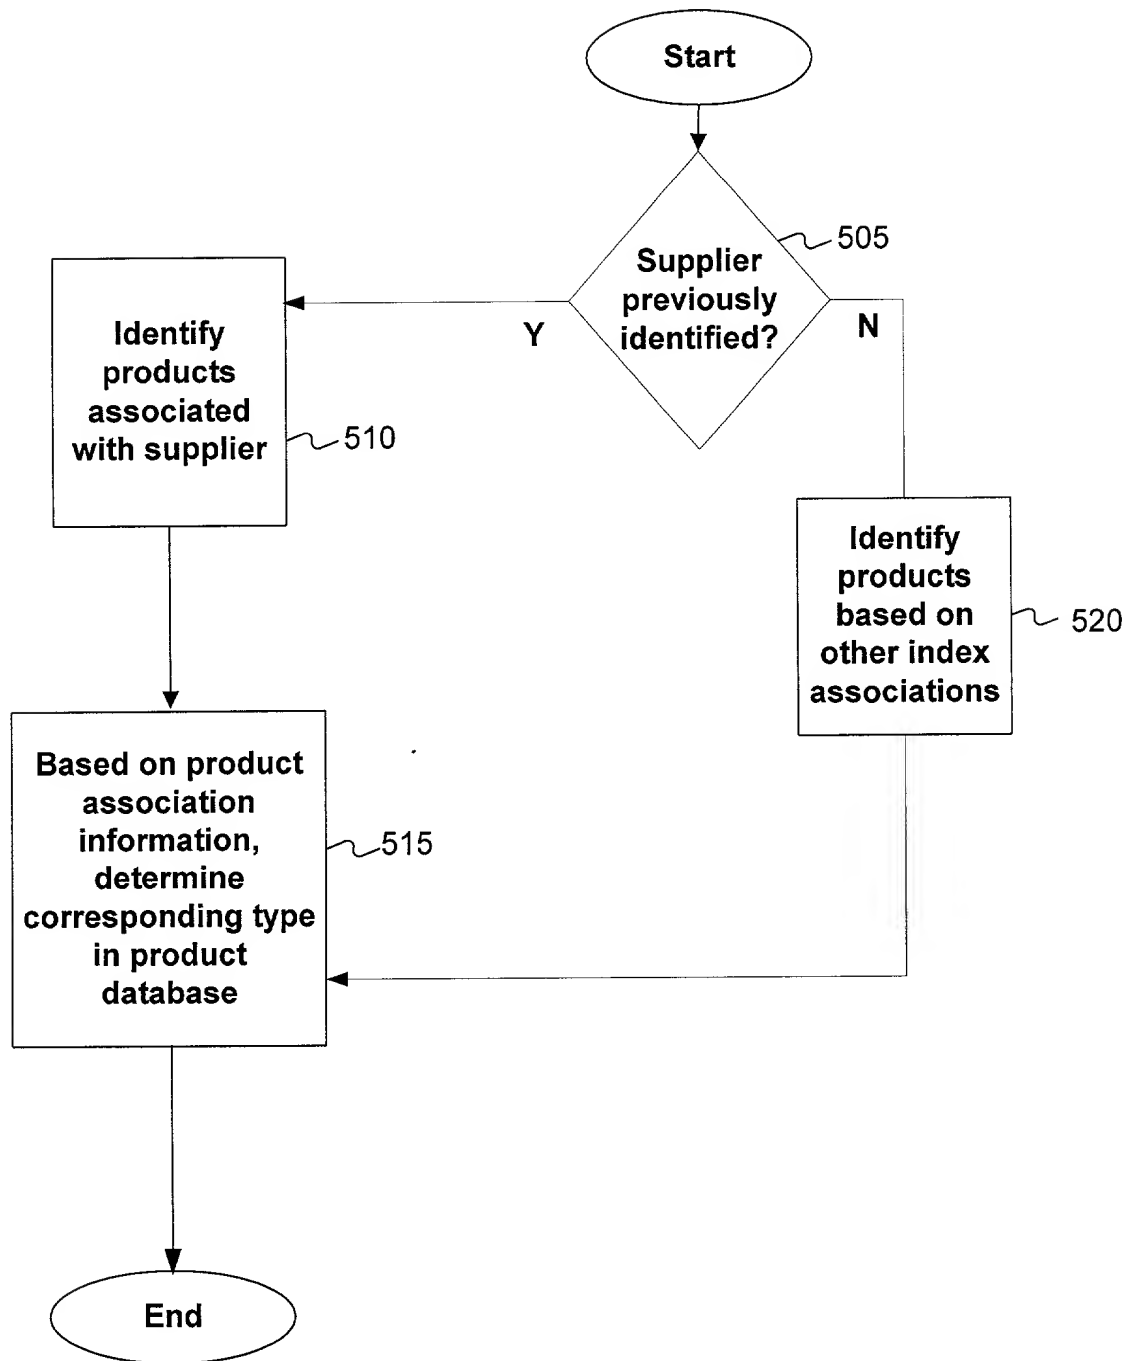 Start
Supplier
previously
identified?
505
Y
N
Identify
products
associated
with supplier
510
Identify
products
based on
other index
associations
520
Based on product
association
information,
determine
corresponding type
in product
database
515
End